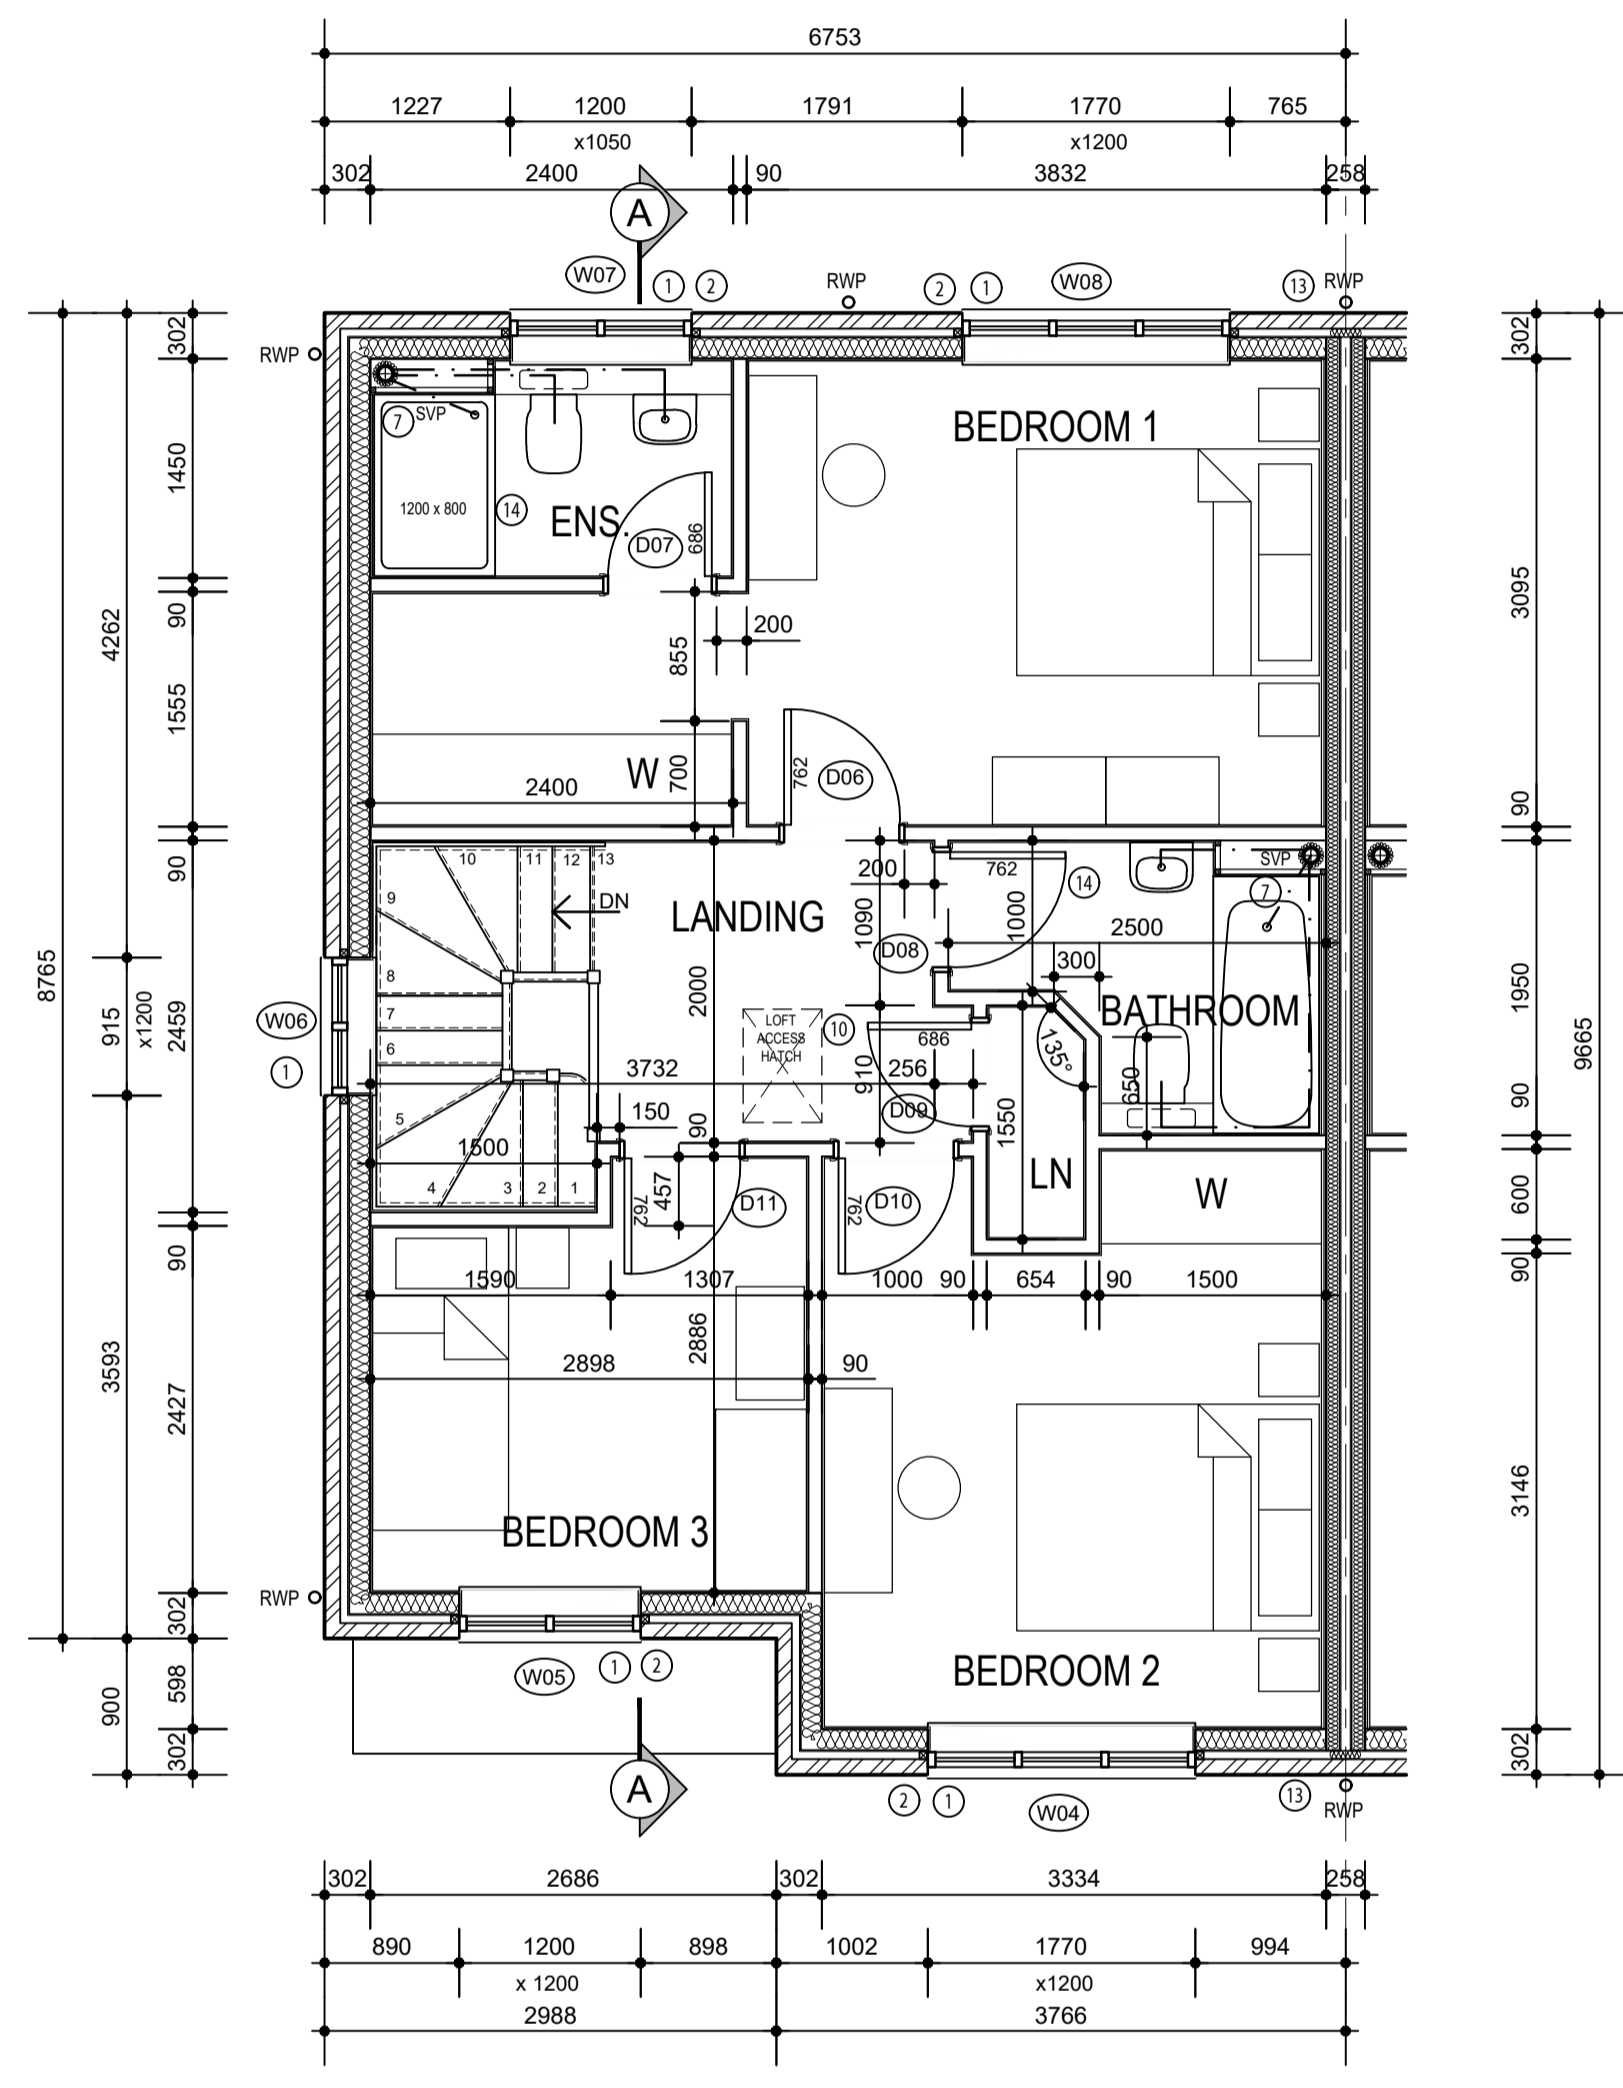 6753
1227 1200 1791 1770 765
x1050 x1200
302 2400 90 3832 258
A
W07 1 2 RWP 2 1 W08 13 RWP
302 302
RWP
BEDROOM 1
7 SVP
1450
1200 x 800 14 ENS.
D07 686
90 3095
4262
200
855
1555
W 700 762 D06
2400
90 90
10 11 12 13
SVP
762 14
200
7
9
DN
LANDING
1090 1000
2500
D08
8765
300
8
2000
915 x1200 2459
W06
7
LOFT
ACCESS
HATCH
10
BATHROOM
1950
6
686
135°
1
3732
910 256
650
9665
5
150
90
D09
1550
90
1500
4 3 2 1
457
762 D11
762 D10
LN
W
600
90
1590 1307 1000 90 654 90 1500
90
2886
2898 90
3593
2427
3146
BEDROOM 3
RWP
302
W05 1 2
BEDROOM 2
598
900
302 302
A
2 1 W04 13 RWP
302 2686 302 3334 258
890 1200 898 1002 1770 994
x 1200 x1200
2988 3766